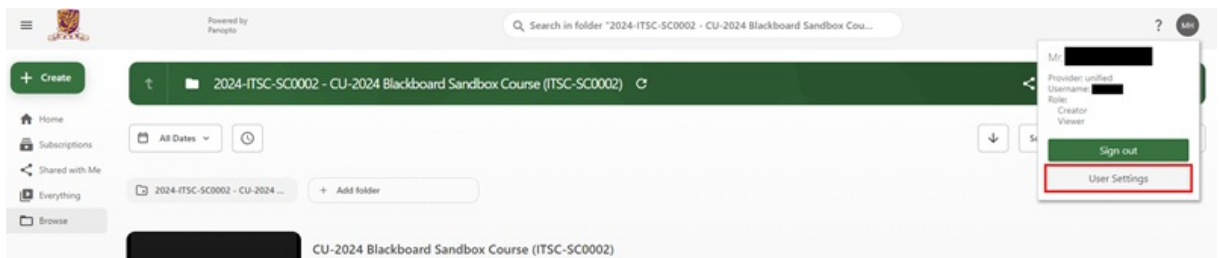 Powered by
Panopto
Search in folder "2024-ITSC-SC0002 - CU-2024 Blackboard Sandbox Cou...
?
MH
+ Create
2024-ITSC-SC0002 - CU-2024 Blackboard Sandbox Course (ITSC-SC0002)
Mr.
Provider: unified
Username:
Role:
Creator
Viewer
Sign out
User Settings
Home
Subscriptions
Shared with Me
Everything
Browse
All Dates
2024-ITSC-SC0002 - CU-2024 ...
+ Add folder
CU-2024 Blackboard Sandbox Course (ITSC-SC0002)